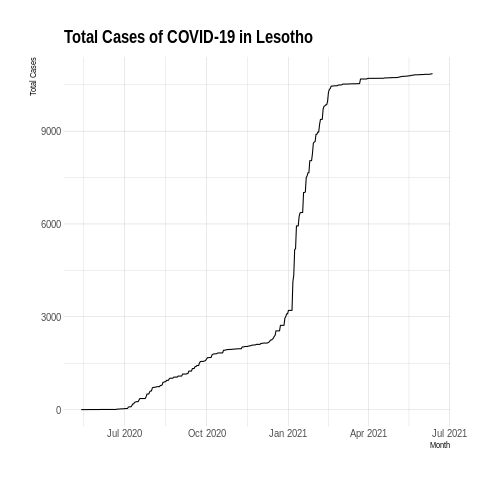 Total Cases of COVID-19 in Lesotho
Total Cases
9000
6000
3000
0
Jul 2020 Oct 2020 Jan 2021 Apr 2021 Jul 2021
Month